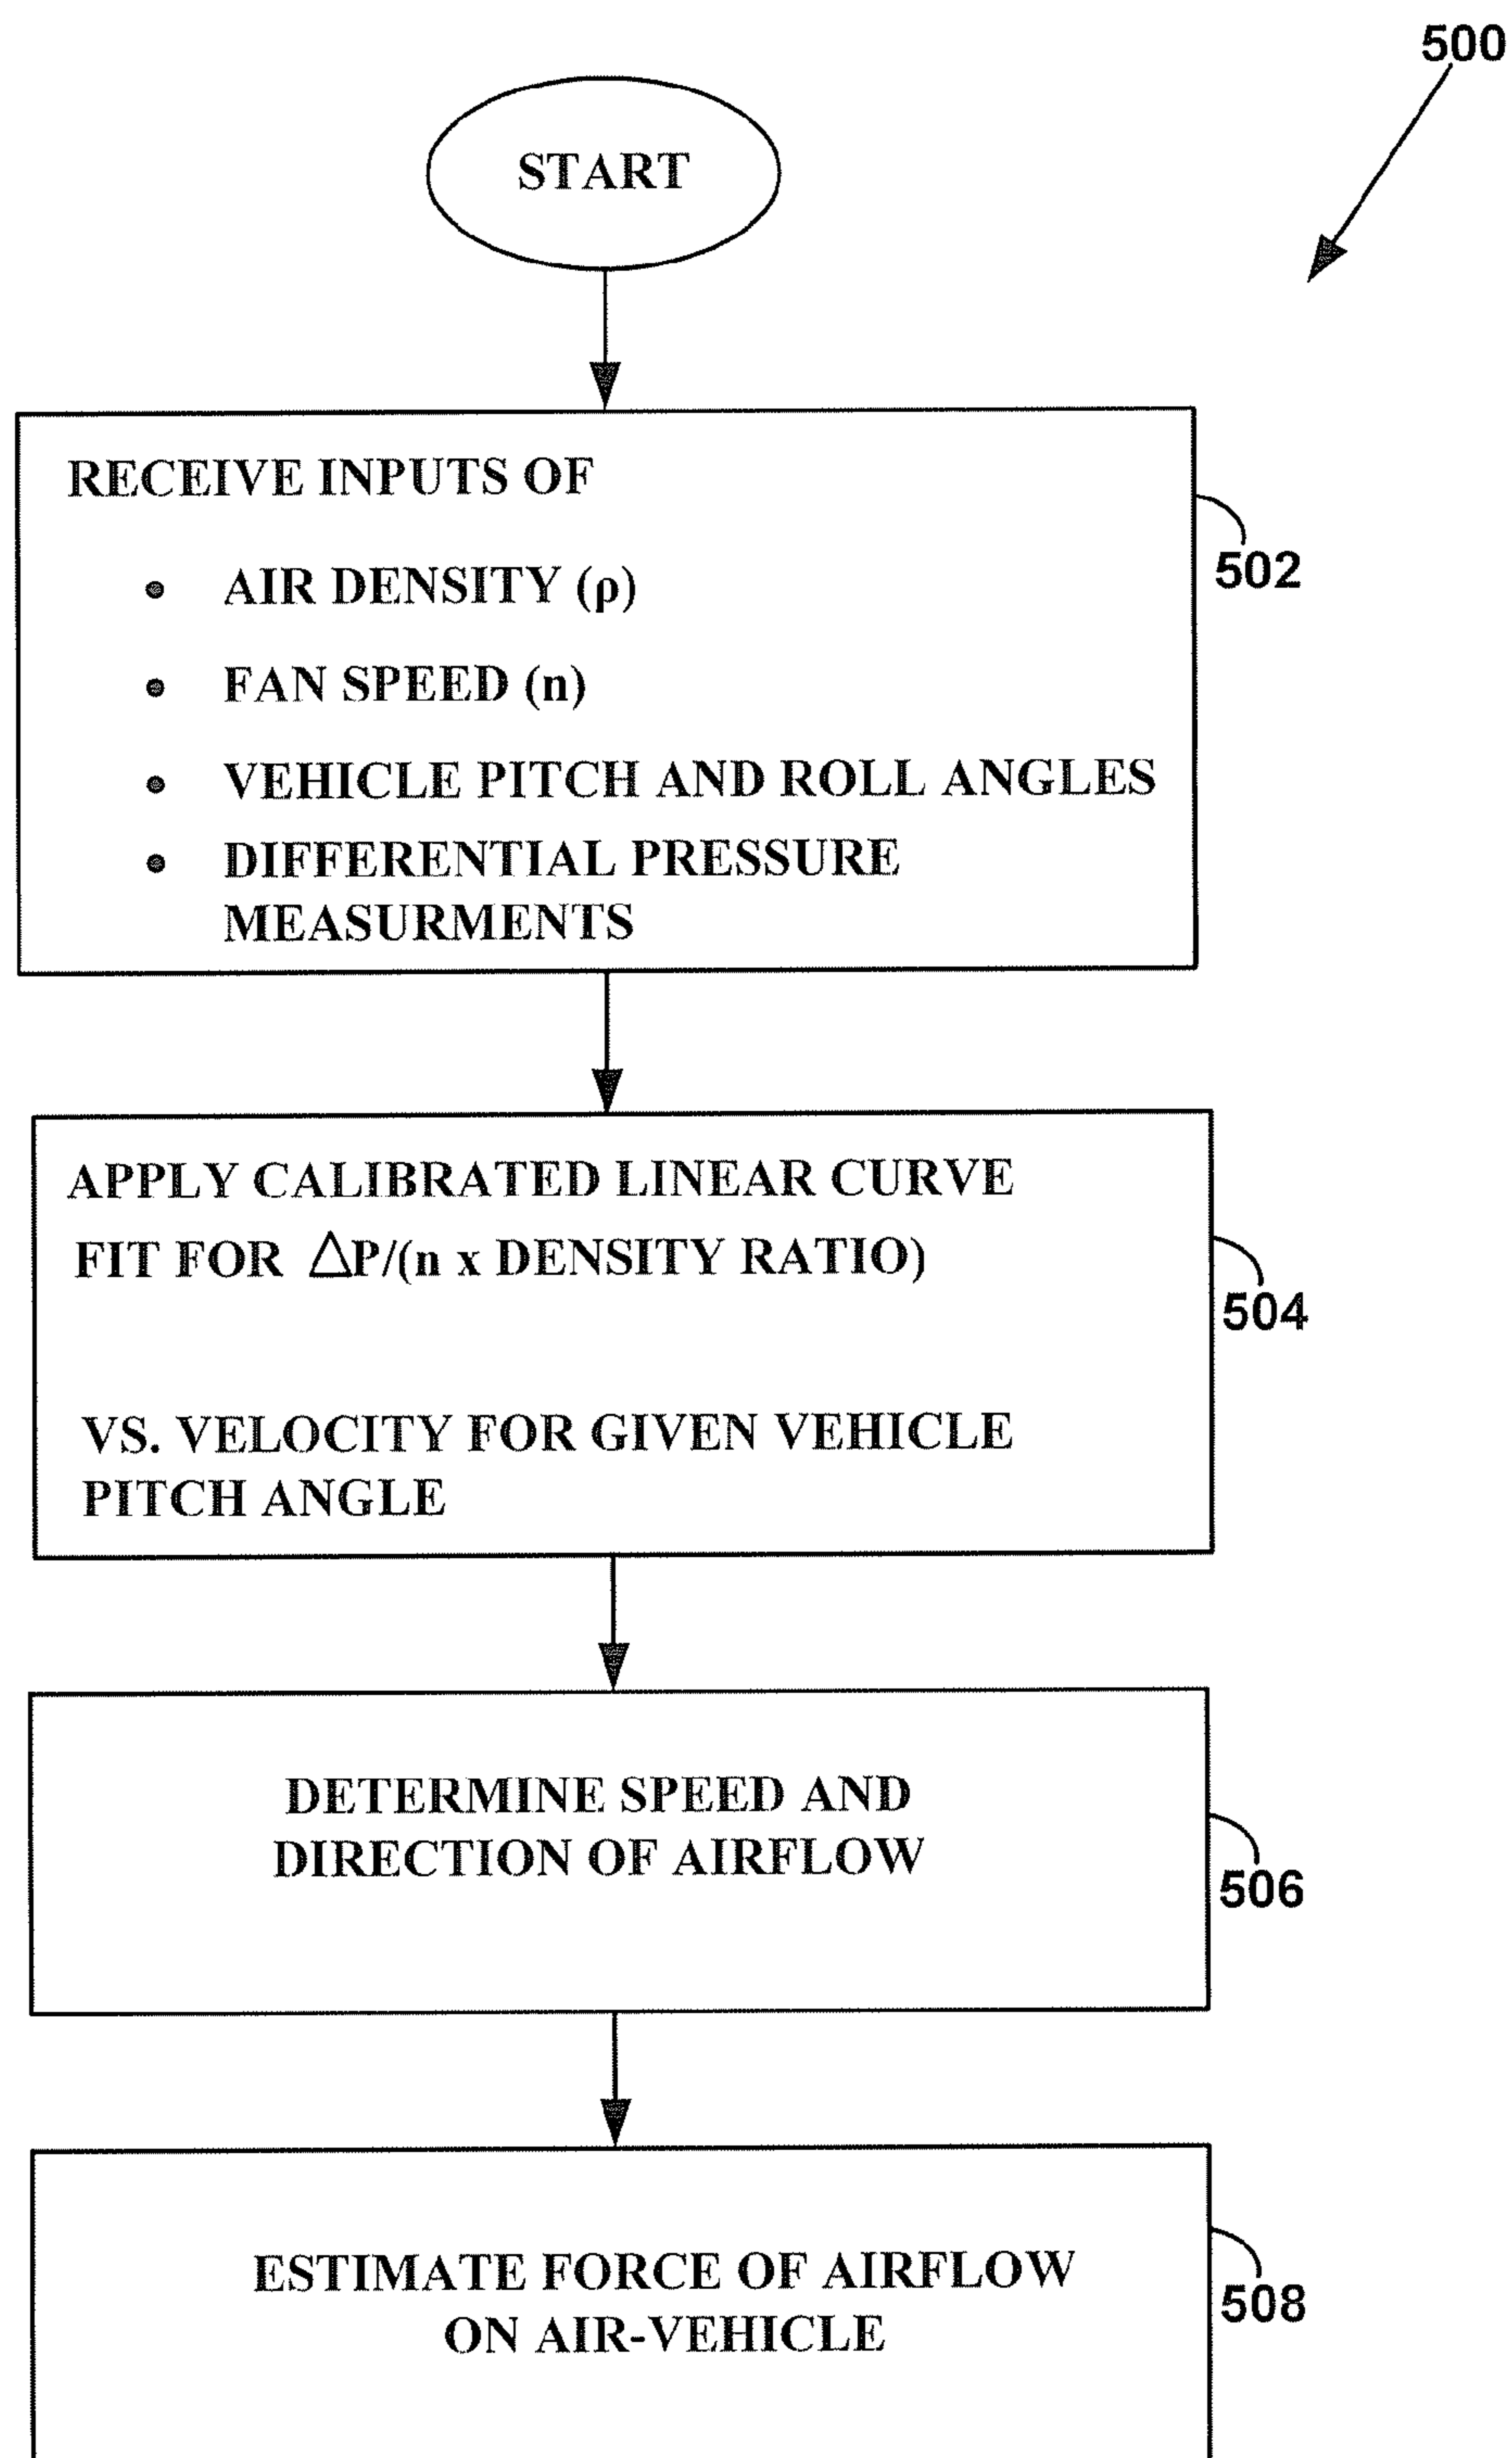 500
START
RECEIVE INPUTS OF
• AIR DENSITY (ρ)
• FAN SPEED (n)
• VEHICLE PITCH AND ROLL ANGLES
• DIFFERENTIAL PRESSURE
MEASURMENTS
502
APPLY CALIBRATED LINEAR CURVE
FIT FOR △P/(n x DENSITY RATIO)
VS. VELOCITY FOR GIVEN VEHICLE
PITCH ANGLE
504
DETERMINE SPEED AND
DIRECTION OF AIRFLOW
506
ESTIMATE FORCE OF AIRFLOW
ON AIR-VEHICLE
508